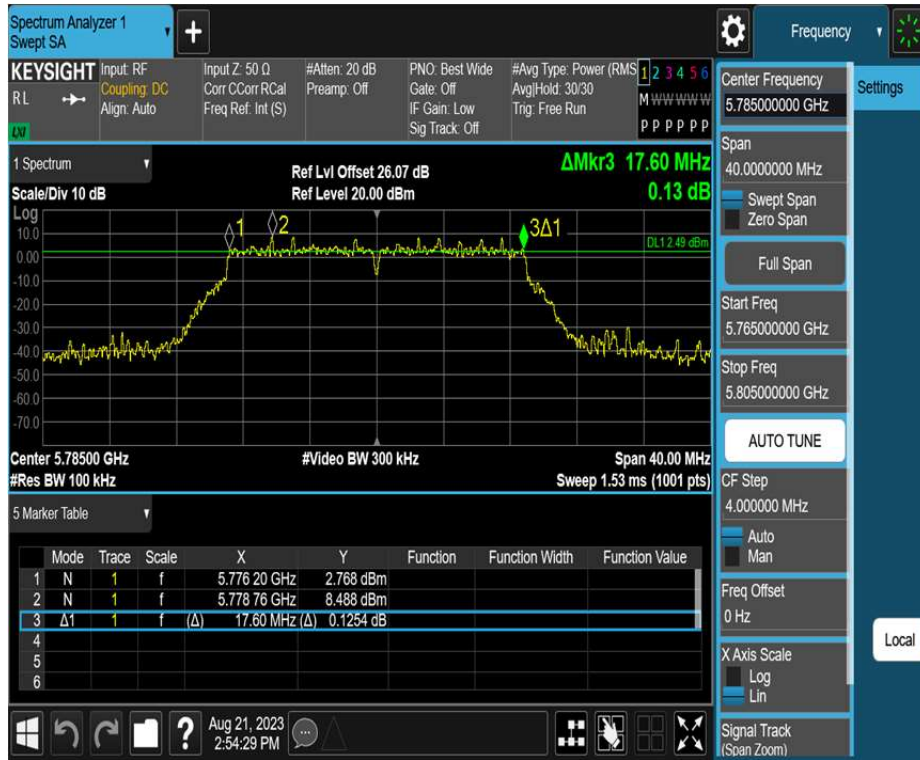 Spectrum Analyzer 1
Swept SA
+
Frequency
KEYSIGHT
RL
LXI
Input: RF
Coupling: DC
Align: Auto
Input Z: 50 Ω
Corr CCorr RCal
Freq Ref: Int (S)
#Atten: 20 dB
Preamp: Off
PNO: Best Wide
Gate: Off
IF Gain: Low
Sig Track: Off
#Avg Type: Power (RMS
Avg|Hold: 30/30
Trig: Free Run
1 2 3 4 5 6
M W W W W W
P P P P P P
1 Spectrum
Scale/Div 10 dB
Ref Lvl Offset 26.07 dB
Ref Level 20.00 dBm
ΔMkr3 17.60 MHz
0.13 dB
Log
10.0
0.00
-10.0
-20.0
-30.0
-40.0
-50.0
-60.0
-70.0
1
2
3Δ1
DL1 2.49 dBm
Center 5.78500 GHz
#Video BW 300 kHz
Span 40.00 MHz
#Res BW 100 kHz
Sweep 1.53 ms (1001 pts)
5 Marker Table
Mode Trace Scale X Y Function Function Width Function Value
1 N 1 f 5.776 20 GHz 2.768 dBm
2 N 1 f 5.778 76 GHz 8.488 dBm
3 Δ1 1 f (Δ) 17.60 MHz (Δ) 0.1254 dB
4
5
6
Aug 21, 2023
2:54:29 PM
Center Frequency
5.785000000 GHz
Span
40.0000000 MHz
Swept Span
Zero Span
Full Span
Start Freq
5.765000000 GHz
Stop Freq
5.805000000 GHz
AUTO TUNE
CF Step
4.000000 MHz
Auto
Man
Freq Offset
0 Hz
X Axis Scale
Log
Lin
Signal Track
(Span Zoom)
Settings
Local